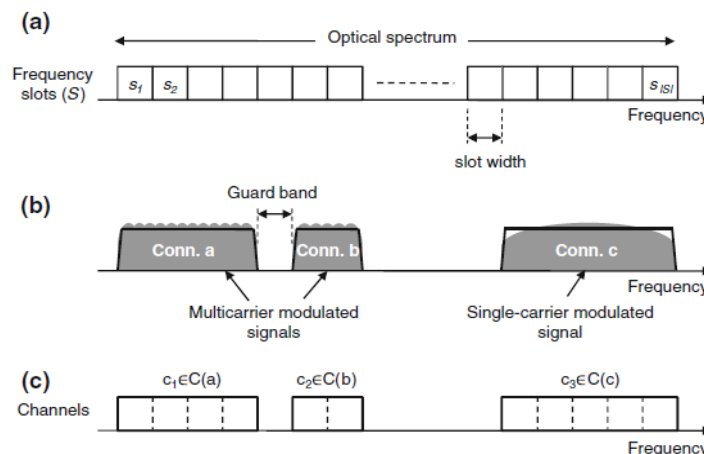 (a)
Optical spectrum
Frequency
slots (S)
s1 s2 s|S|
Frequency
slot width
Guard band
(b)
Conn. a Conn. b Conn. c
Frequency
Multicarrier modulated
signals
Single-carrier modulated
signal
(c)
c1∈C(a) c2∈C(b) c3∈C(c)
Channels
Frequency